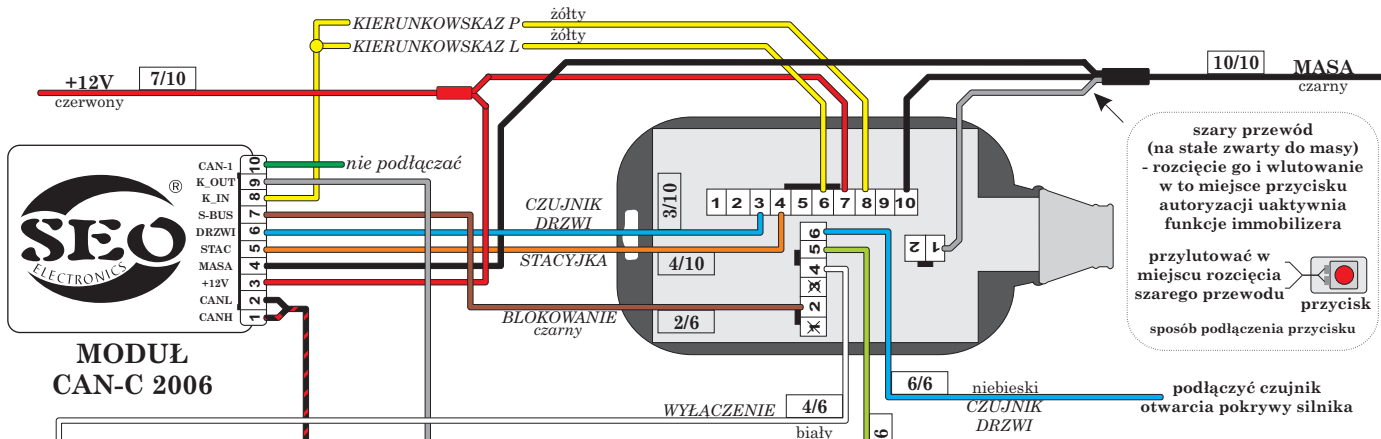 KIERUNKOWSKAZ P
żółty
KIERUNKOWSKAZ L
żółty
+12V
7/10
czerwony
10/10
MASA
czarny
szary przewód
(na stałe zwarty do masy)
- rozcięcie go i wlutowanie
w to miejsce przycisku
autoryzacji uaktywnia
funkcje immobilizera
przylutować w
miejscu rozcięcia
szarego przewodu
przycisk
sposób podłączenia przycisku
SEO
ELECTRONICS
®
CAN-1 10
K_OUT 9
K_IN 8
S-BUS 7
DRZWI 6
STAC 5
MASA 4
+12V 3
CANL 2
CANH 1
nie podłączać
MODUŁ
CAN-C 2006
CZUJNIK
DRZWI
3/10
STACYJKA
4/10
BLOKOWANIE
czarny
2/6
1 2 3 4 5 6 7 8 9 10
6
5
4
3
2
1
2 1
WYŁACZENIE
4/6
biały
6
6/6
niebieski
CZUJNIK
DRZWI
podłączyć czujnik
otwarcia pokrywy silnika